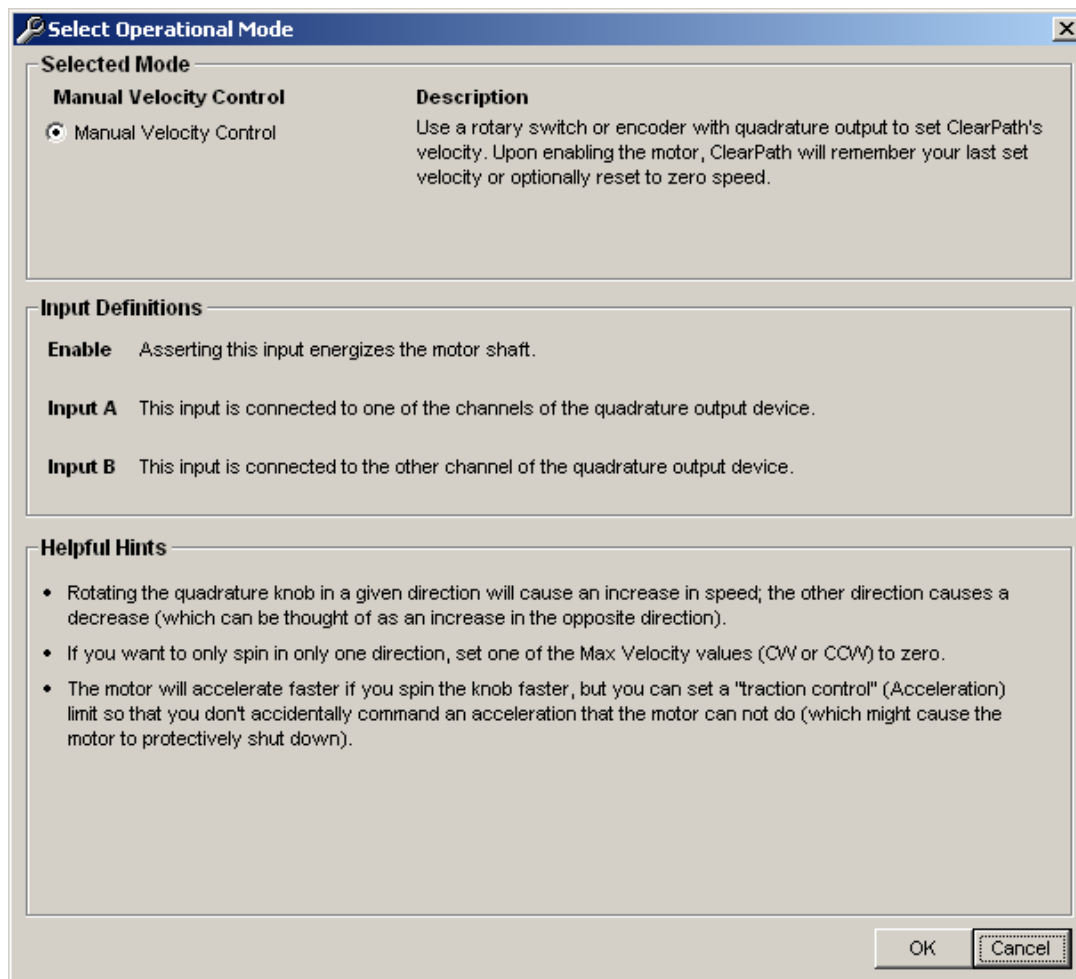 Select Operational Mode
Selected Mode
Manual Velocity Control
Manual Velocity Control
Description
Use a rotary switch or encoder with quadrature output to set ClearPath's
velocity. Upon enabling the motor, ClearPath will remember your last set
velocity or optionally reset to zero speed.
Input Definitions
Enable Asserting this input energizes the motor shaft.
Input A This input is connected to one of the channels of the quadrature output device.
Input B This input is connected to the other channel of the quadrature output device.
Helpful Hints
• Rotating the quadrature knob in a given direction will cause an increase in speed; the other direction causes a
decrease (which can be thought of as an increase in the opposite direction).
• If you want to only spin in only one direction, set one of the Max Velocity values (CW or CCW) to zero.
• The motor will accelerate faster if you spin the knob faster, but you can set a "traction control" (Acceleration)
limit so that you don't accidentally command an acceleration that the motor can not do (which might cause the
motor to protectively shut down).
OK Cancel